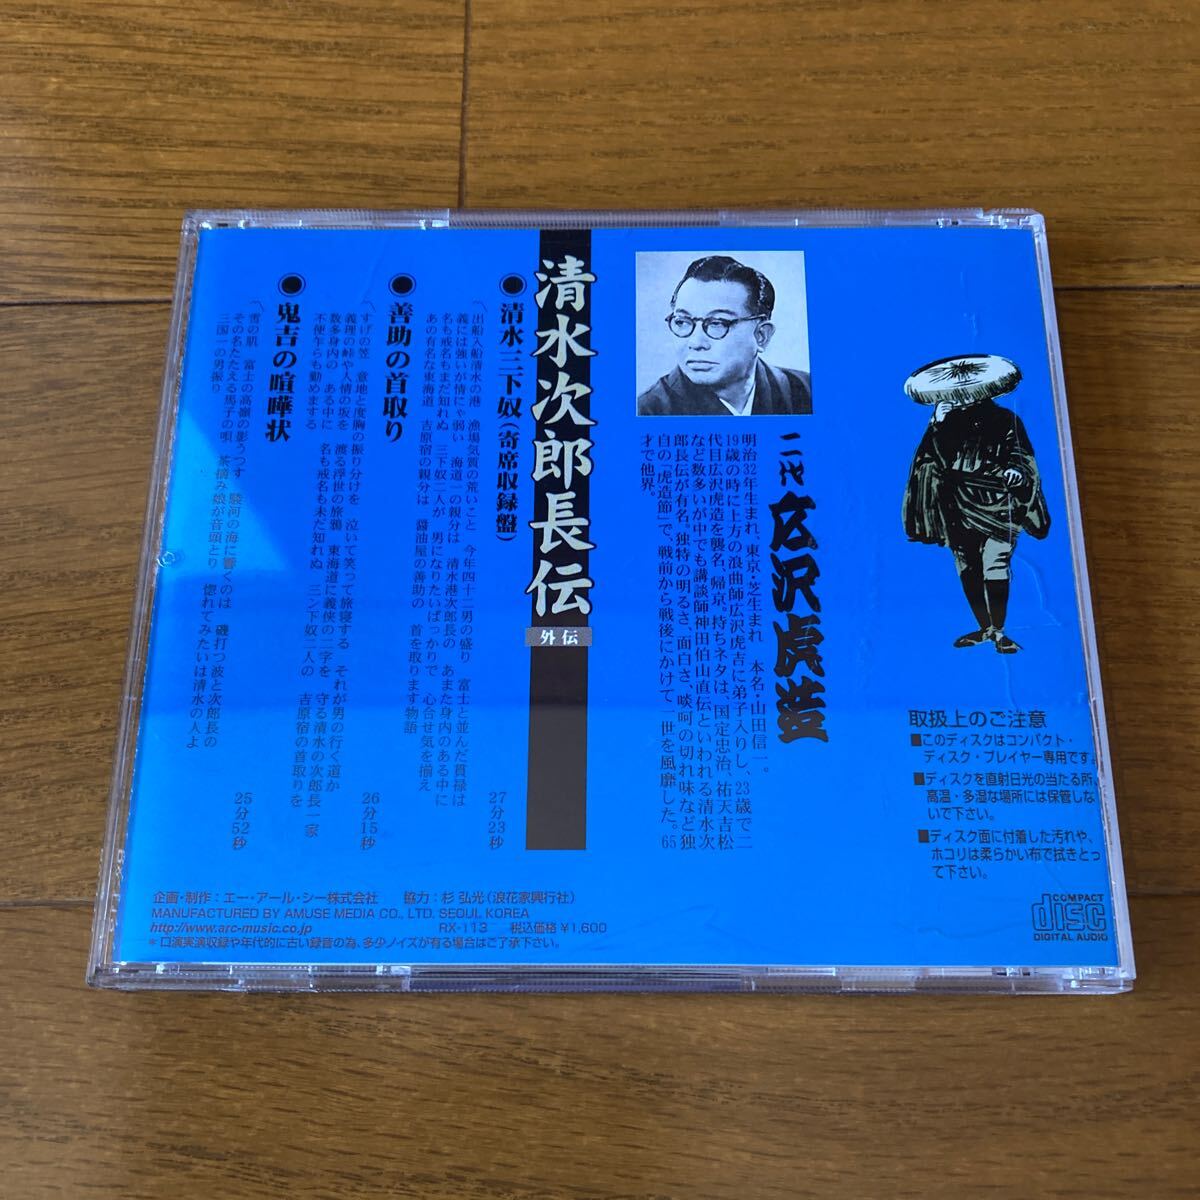 二代 広沢虎造
明治32年生まれ、東京・芝生まれ 本名・山田信一。
19歳の時に上方の浪曲師広沢虎吉に弟子入りし、23歳で二
代目広沢虎造を襲名、帰京。持ちネタは、国定忠治、祐天吉松
など数多いが中でも講談師神田伯山直伝といわれる清水次
郎長伝が有名。独特の明るさ、面白さ、啖呵の切れ味など独
自の「虎造節」で、戦前から戦後にかけて一世を風靡した。65
才で他界。
清水次郎長伝
外伝
●清水三下奴(寄席収録盤)
〽出船入船清水の港 漁場気質の荒いこと 今年四十二男の盛り 富士と並んだ貫禄は
義には強いが情にゃ弱い 海道一の親分は 清水港次郎長の あまた身内のある中に
名も戒名もまだ知れぬ 三下奴二人が 男になりたいばっかりで 心合せ気を揃え
あの有名な東海道 吉原宿の親分は 醤油屋の善助の 首を取ります物語
27分23秒
●善助の首取り
〽すげの笠 意地と度胸の振り分けを 泣いて笑って旅寝する それが男の行く道か
義理の峠や人情の坂を 渡る浮世の旅鴉 東海道に義侠の二字を 守る清水の次郎長一家
数多身内の ある中に 名も戒名も未だ知れぬ 三ン下奴二人の 吉原宿の首取りを
不便乍らも勤めまする
26分15秒
●鬼吉の喧嘩状
〽雪の肌 富士の高嶺の影うつす 駿河の海に響くのは 磯打つ波と次郎長の
その名たたえる馬子の唄 茶摘み娘が音頭とり 惚れてみたいは清水の人よ
三国一の男振り
25分52秒
取扱上のご注意
■このディスクはコンパクト・
ディスク・プレイヤー専用です。
■ディスクを直射日光の当たる所、
高温・多湿な場所には保管しな
いで下さい。
■ディスク面に付着した汚れや、
ホコリは柔らかい布で拭きとっ
て下さい。
COMPACT
disc
DIGITAL AUDIO
企画・制作:エー・アール・シー株式会社 協力:杉 弘光(浪花家興行社)
MANUFACTURED BY AMUSE MEDIA CO., LTD. SEOUL KOREA
http://www.arc-music.co.jp RX-113 税込価格¥1,600
*口演実演収録や年代的に古い録音の為、多少ノイズが有る場合はご了承下さい。